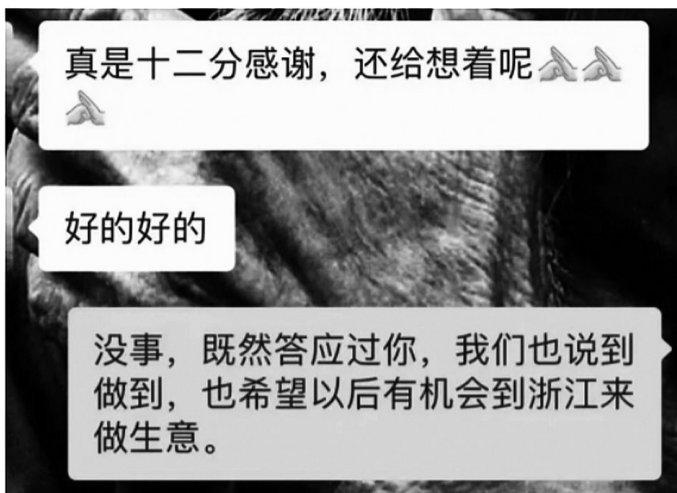 真是十二分感谢，还给想着呢
好的好的
没事，既然答应过你，我们也说到
做到，也希望以后有机会到浙江来
做生意。